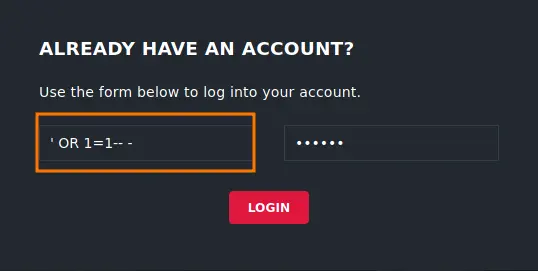 ALREADY HAVE AN ACCOUNT?
Use the form below to log into your account.
' OR 1=1-- - ••••••
LOGIN